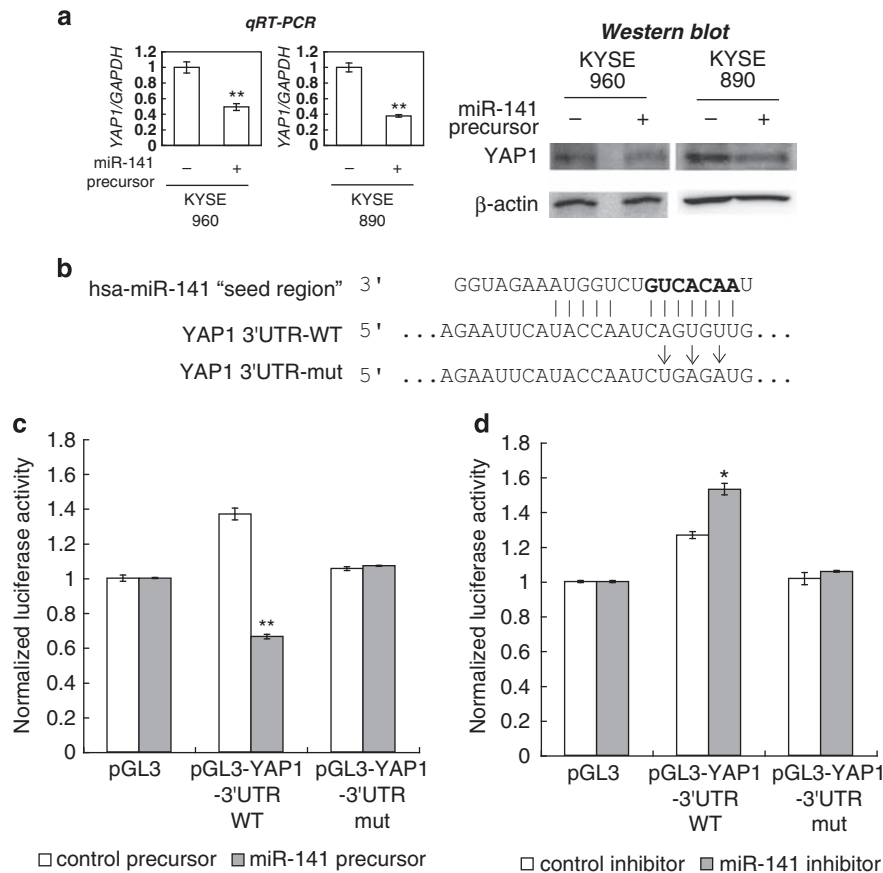 a
qRT-PCR
YAP1/GAPDH
1.2
1
0.8
0.6
0.4
0.2
0
**
miR-141 precursor
− +
KYSE 960
YAP1/GAPDH
1.2
1
0.8
0.6
0.4
0.2
0
**
− +
KYSE 890
Western blot
KYSE 960
KYSE 890
miR-141 precursor
− + − +
YAP1
β-actin
b
hsa-miR-141 “seed region” 3' GGUAGAAAUGGUCUGUCACAAU
YAP1 3'UTR-WT 5' ...AGAAUUCAUACCAAUCAGUGUUG...
YAP1 3'UTR-mut 5' ...AGAAUUCAUACCAAUCUGAGAUG...
c
Normalized luciferase activity
1.8
1.6
1.4
1.2
1
0.8
0.6
0.4
0.2
0
**
pGL3
pGL3-YAP1 -3'UTR WT
pGL3-YAP1 -3'UTR mut
control precursor
miR-141 precursor
d
Normalized luciferase activity
1.8
1.6
1.4
1.2
1
0.8
0.6
0.4
0.2
0
*
pGL3
pGL3-YAP1 -3'UTR WT
pGL3-YAP1 -3'UTR mut
control inhibitor
miR-141 inhibitor